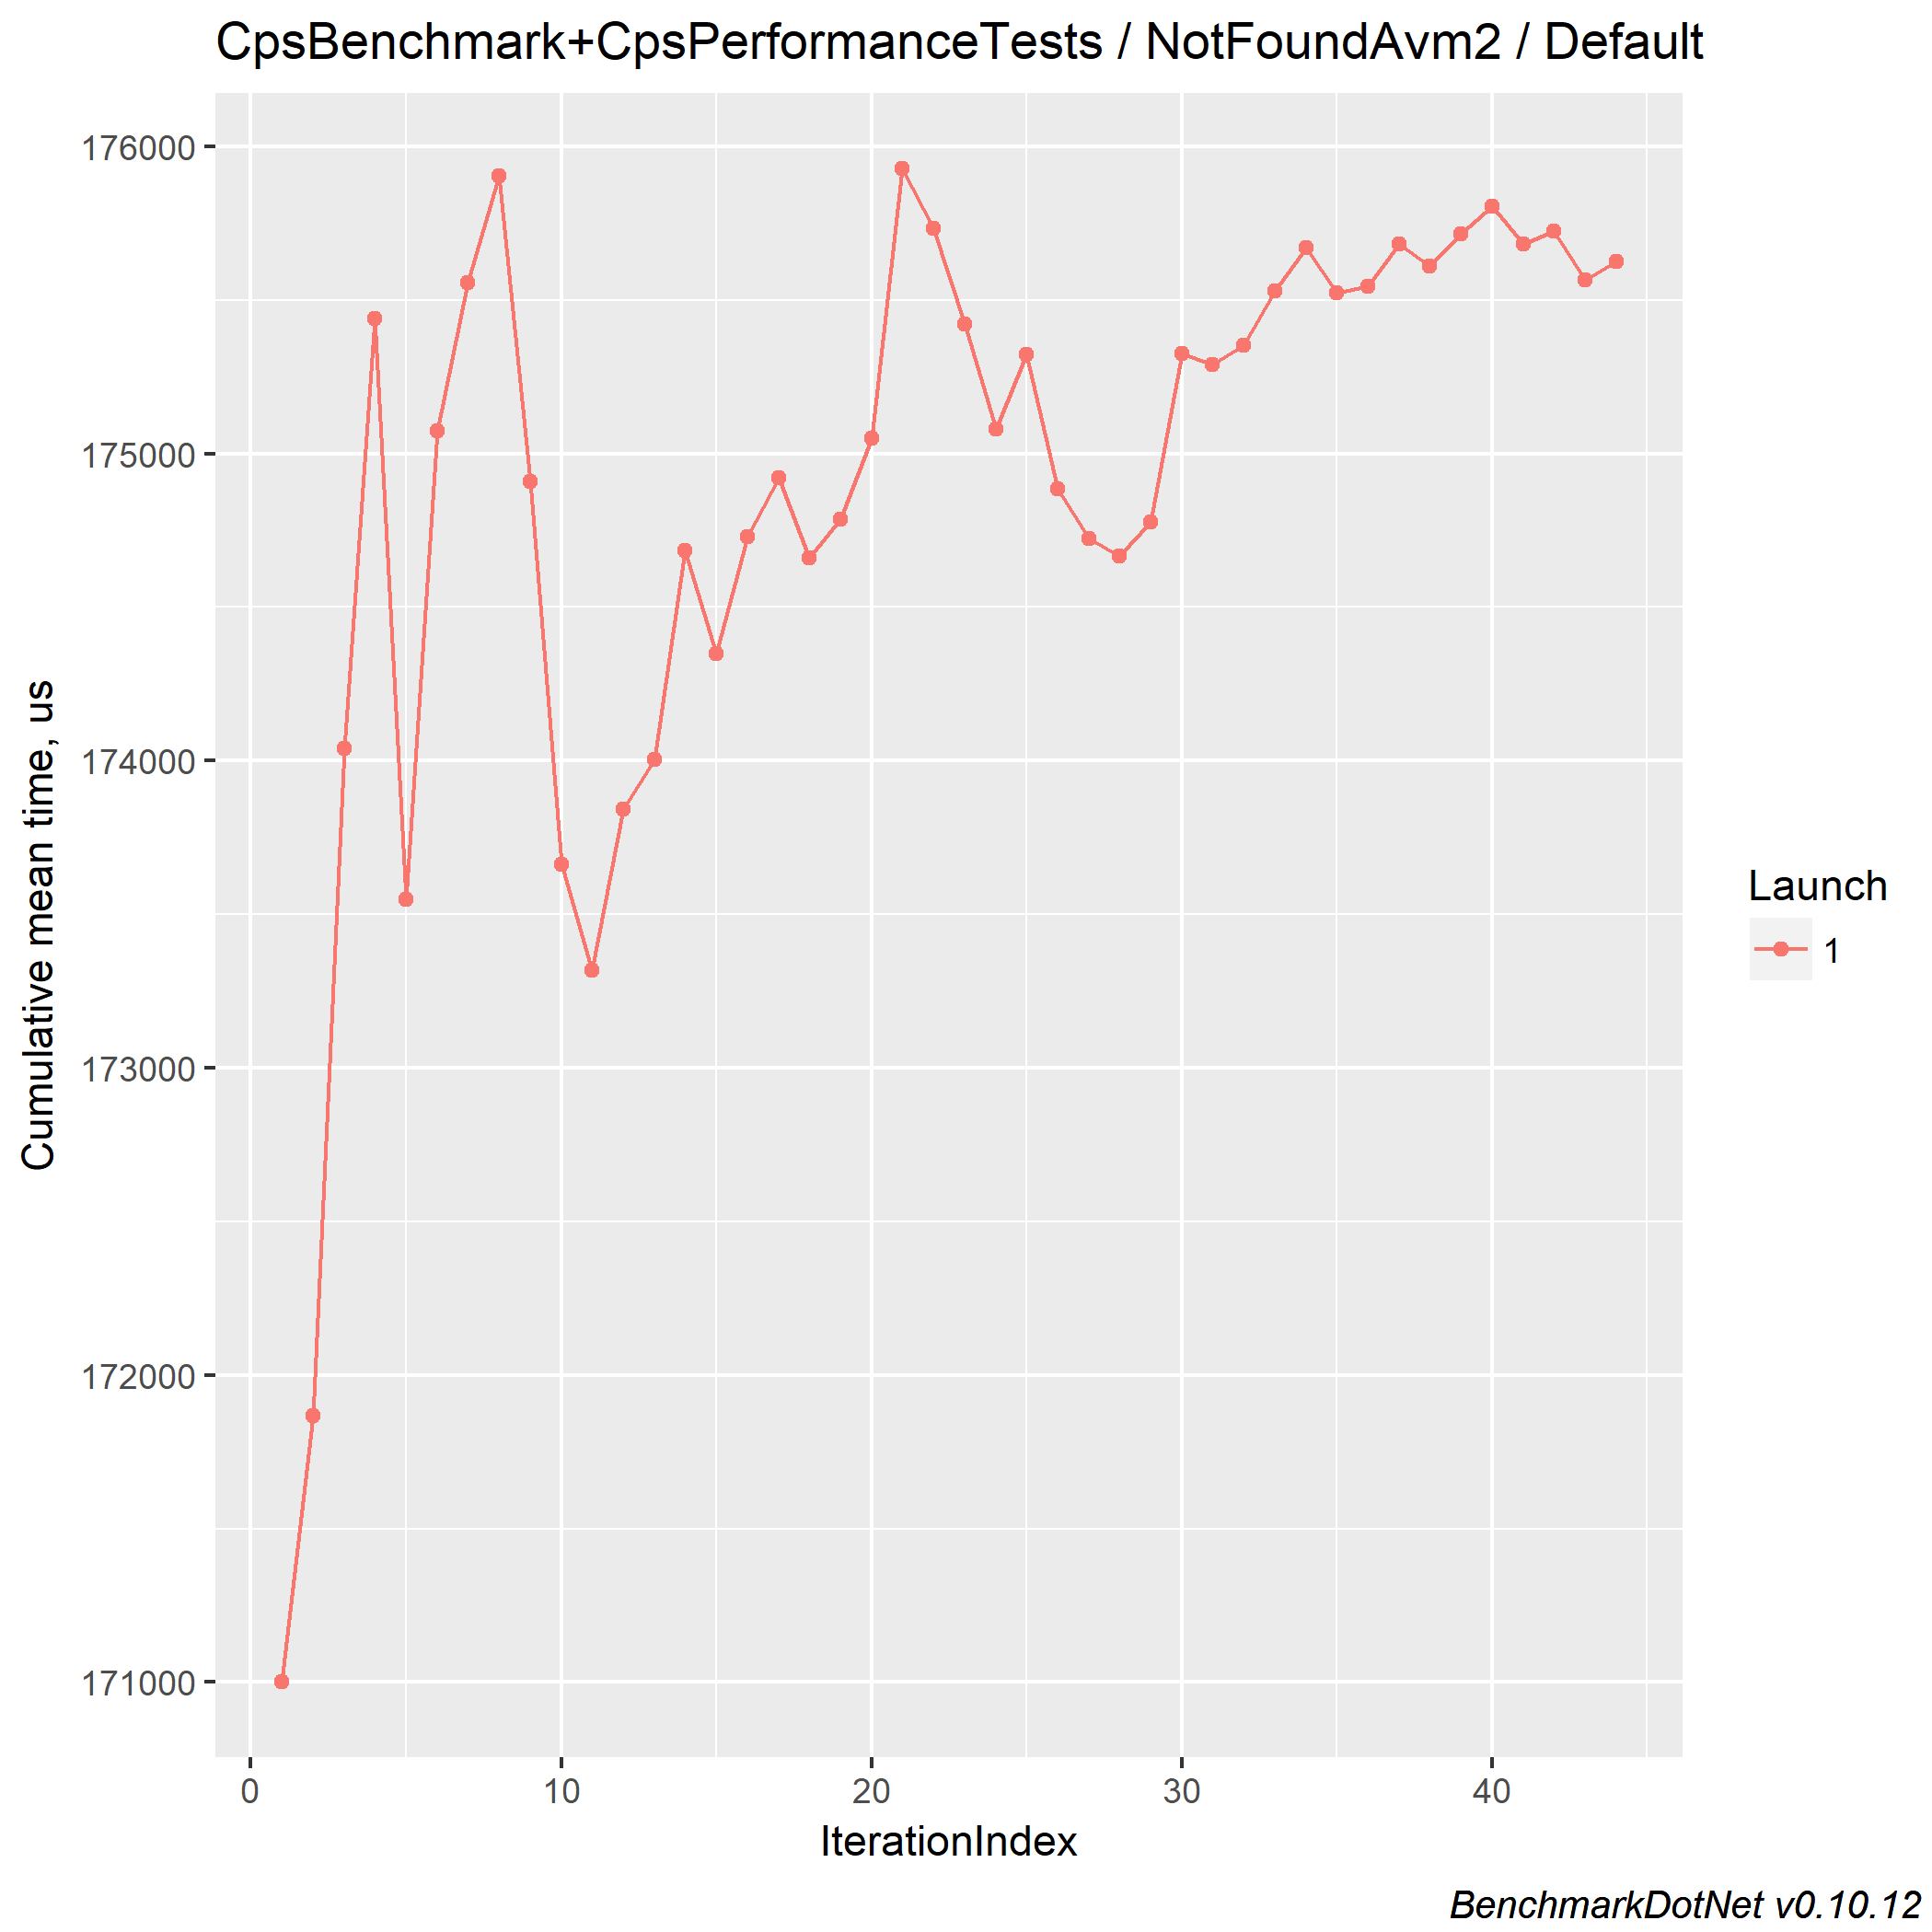 CpsBenchmark+CpsPerformanceTests / NotFoundAvm2 / Default
176000
175000
174000
173000
172000
171000
Cumulative mean time, us
0 10 20 30 40
IterationIndex
Launch
1
BenchmarkDotNet v0.10.12